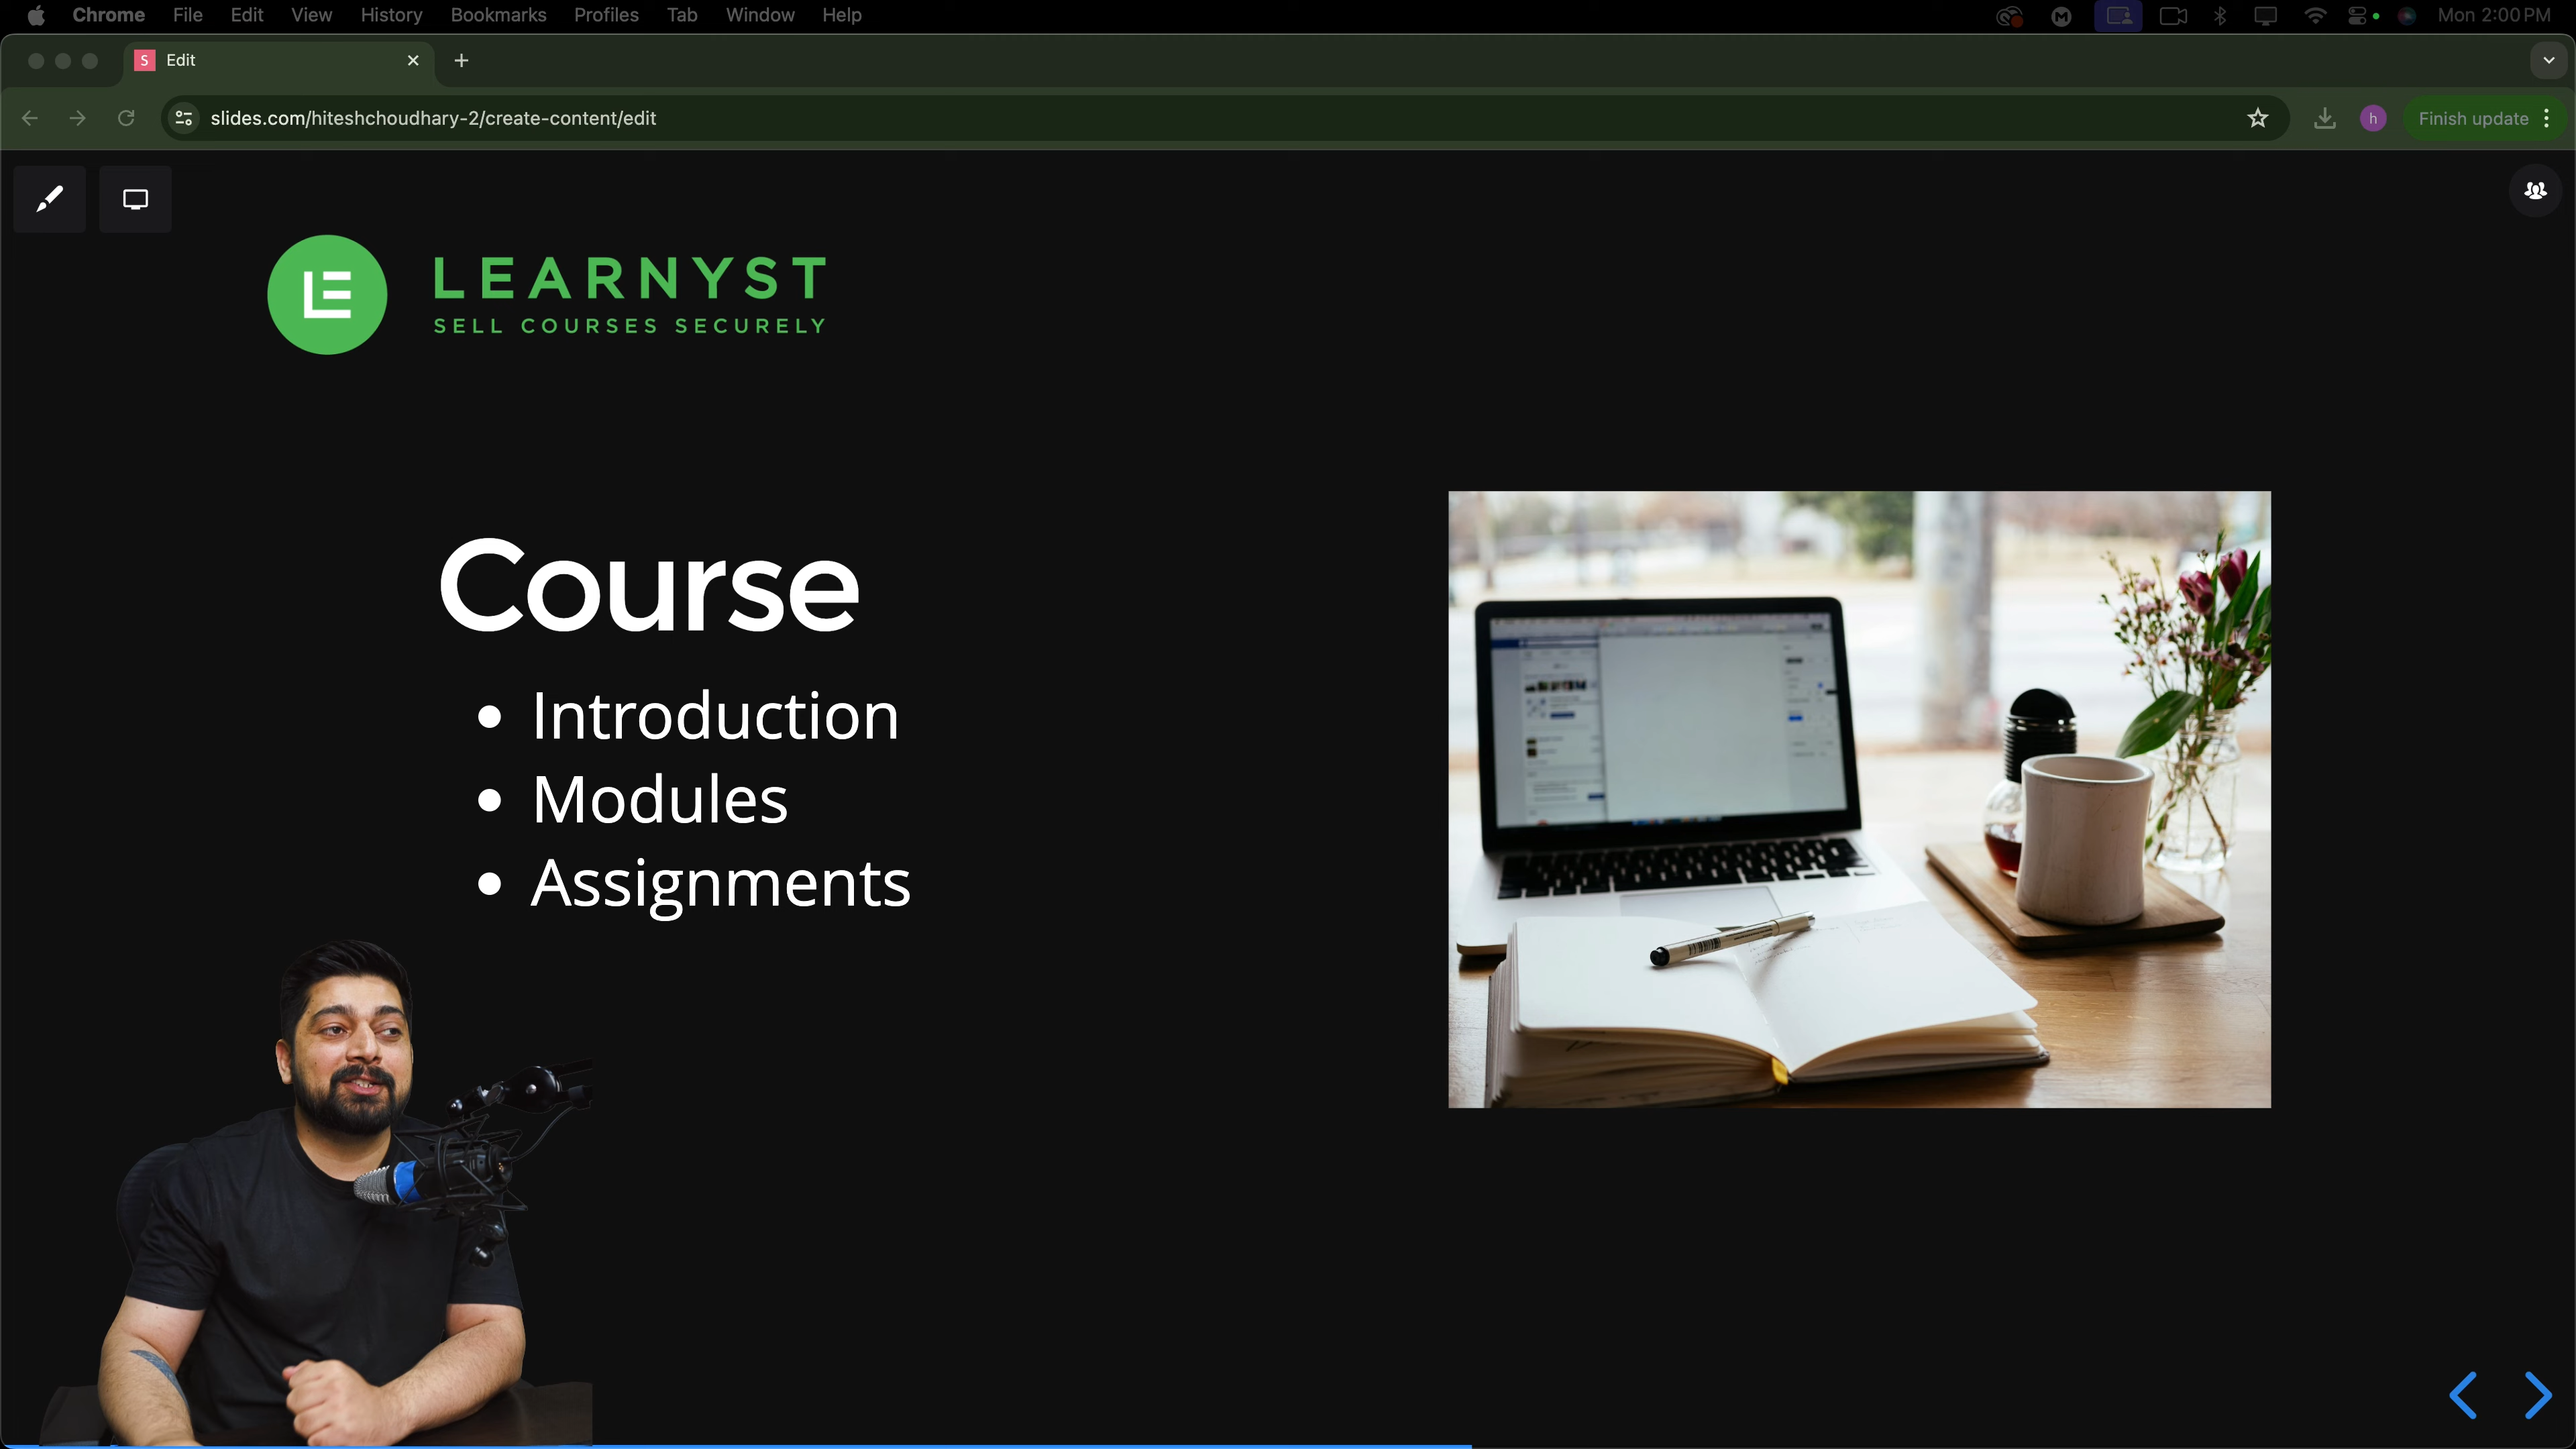 Chrome File Edit View History Bookmarks Profiles Tab Window Help Mon 2:00 PM
S Edit
slides.com/hiteshchoudhary-2/create-content/edit h Finish update
LE LEARNYST
SELL COURSES SECURELY
Course
• Introduction
• Modules
• Assignments